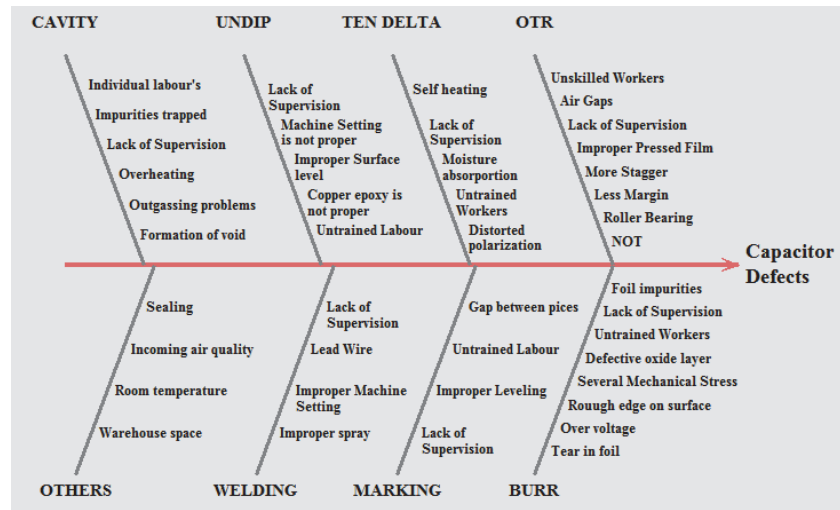 CAVITY
UNDIP
TEN DELTA
OTR
Individual labour's
Impurities trapped
Lack of Supervision
Overheating
Outgassing problems
Formation of void
Lack of
Supervision
Machine Setting
is not proper
Improper Surface
level
Copper epoxy is
not proper
Untrained Labour
Self heating
Lack of
Supervision
Moisture
absorportion
Untrained
Workers
Distorted
polarization
Unskilled Workers
Air Gaps
Lack of Supervision
Improper Pressed Film
More Stagger
Less Margin
Roller Bearing
NOT
Capacitor
Defects
Sealing
Incoming air quality
Room temperature
Warehouse space
Lack of
Supervision
Lead Wire
Improper Machine
Setting
Improper spray
Gap between pices
Untrained Labour
Improper Leveling
Lack of
Supervision
Foil impurities
Lack of Supervision
Untrained Workers
Defective oxide layer
Several Mechanical Stress
Rouugh edge on surface
Over voltage
Tear in foil
OTHERS
WELDING
MARKING
BURR